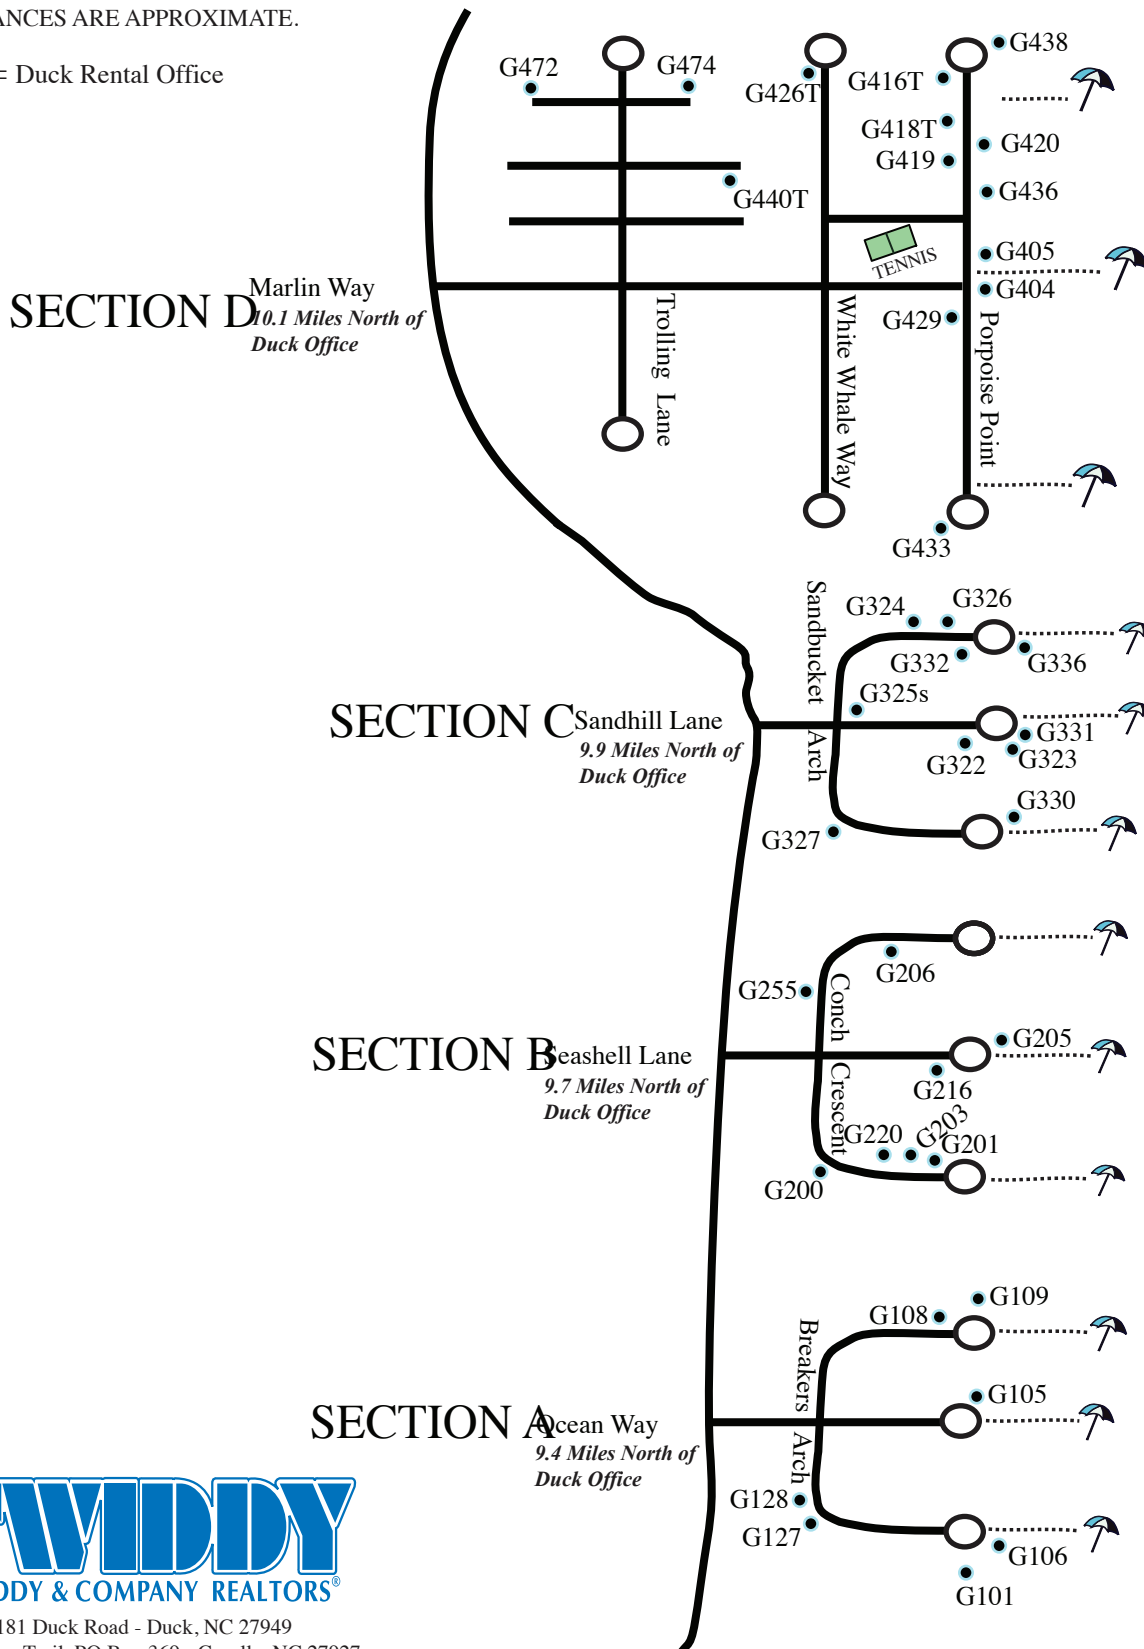 ANCES ARE APPROXIMATE.
= Duck Rental Office
G438
G472
G474
G426T
G416T
G418T
G419
G420
G440T
G436
TENNIS
G405
G404
SECTION D
Marlin Way
10.1 Miles North of
Duck Office
G429
Trolling Lane
White Whale Way
Porpoise Point
G433
Sandbucket Arch
G324
G326
G332
G336
G325s
SECTION C
Sandhill Lane
9.9 Miles North of
Duck Office
G331
G322
G323
G330
G327
G206
G255
Conch Crescent
SECTION B
Seashell Lane
9.7 Miles North of
Duck Office
G205
G216
G220
G203
G201
G200
G109
G108
Breakers Arch
G105
SECTION A
Ocean Way
9.4 Miles North of
Duck Office
G128
G127
G106
G101
WIDDY
DDY & COMPANY REALTORS®
181 Duck Road - Duck, NC 27949